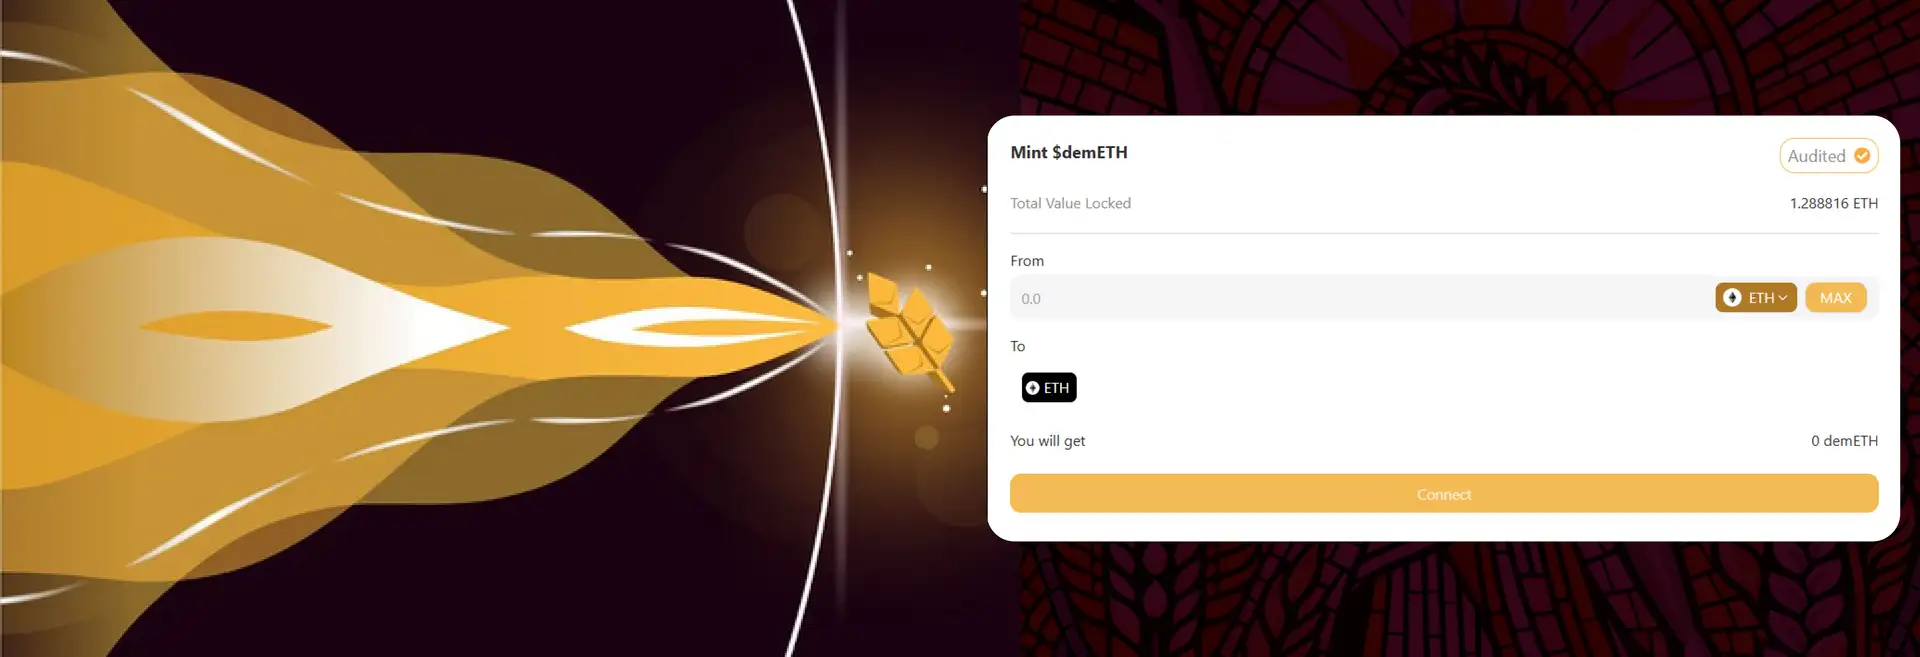 Mint $demETH
Audited
Total Value Locked
1.288816 ETH
From
0.0
ETH
MAX
To
ETH
You will get
0 demETH
Connect